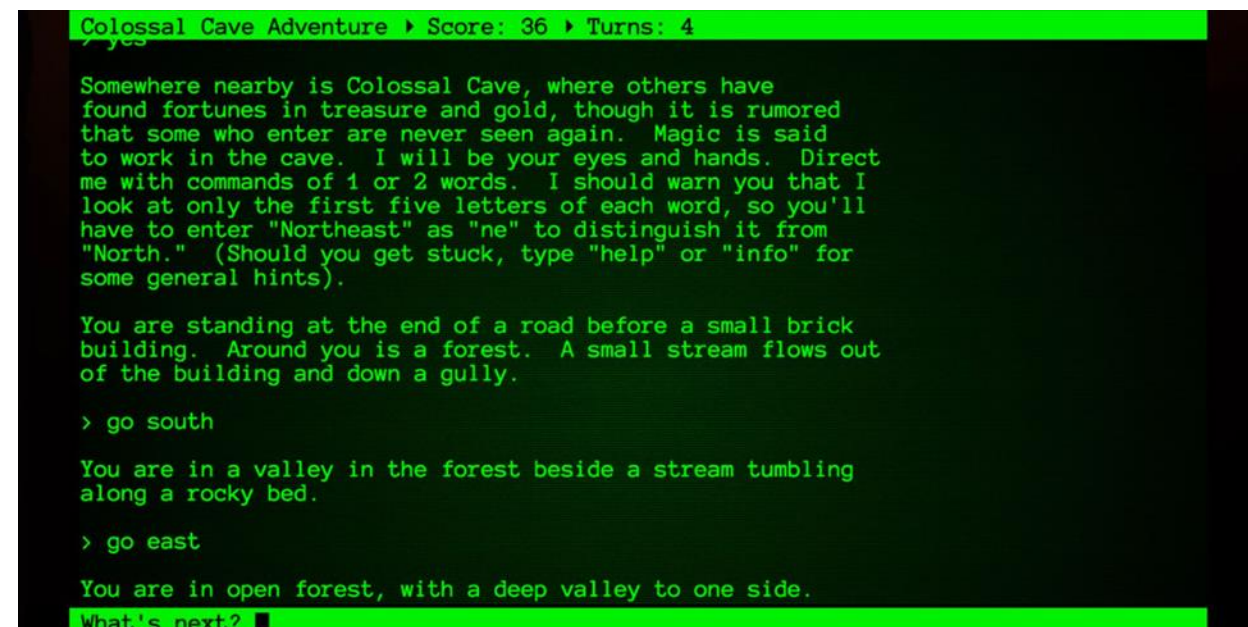 Colossal Cave Adventure ▸ Score: 36 ▸ Turns: 4
> yes
Somewhere nearby is Colossal Cave, where others have
found fortunes in treasure and gold, though it is rumored
that some who enter are never seen again.  Magic is said
to work in the cave.  I will be your eyes and hands.  Direct
me with commands of 1 or 2 words.  I should warn you that I
look at only the first five letters of each word, so you'll
have to enter "Northeast" as "ne" to distinguish it from
"North."  (Should you get stuck, type "help" or "info" for
some general hints).
You are standing at the end of a road before a small brick
building.  Around you is a forest.  A small stream flows out
of the building and down a gully.
> go south
You are in a valley in the forest beside a stream tumbling
along a rocky bed.
> go east
You are in open forest, with a deep valley to one side.
What's next?